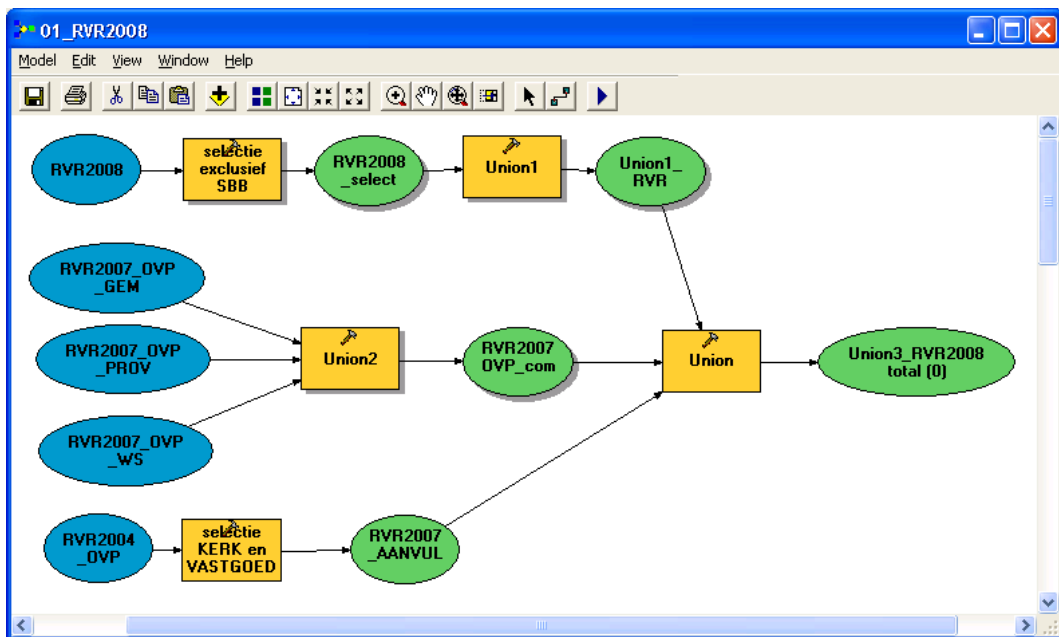 01_RVR2008
Model Edit View Window Help
RVR2008
selectie
exclusief
SBB
RVR2008
_select
Union1
Union1_
RVR
RVR2007_OVP
_GEM
RVR2007_OVP
_PROV
RVR2007_OVP
_WS
Union2
RVR2007
OVP_com
Union
Union3_RVR2008
total (0)
RVR2004
_OVP
selectie
KERK en
VASTGOED
RVR2007
_AANVUL